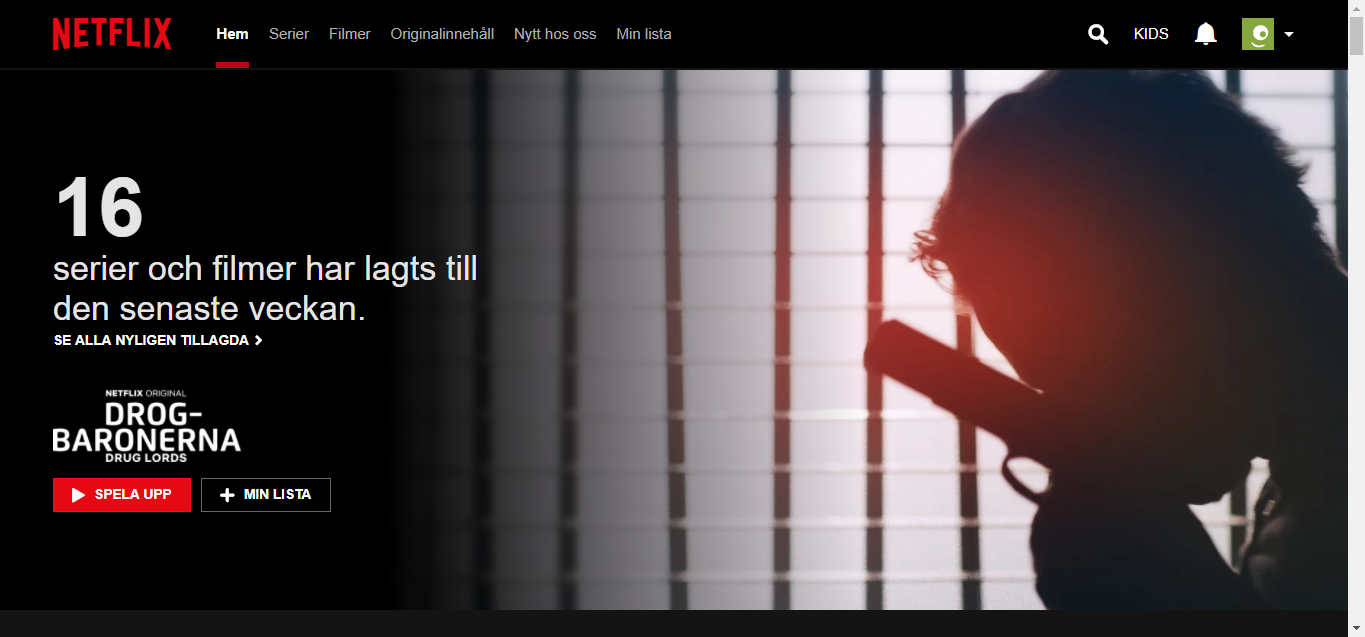 NETFLIX
Hem Serier Filmer Originalinnehåll Nytt hos oss Min lista KIDS
16
serier och filmer har lagts till
den senaste veckan.
SE ALLA NYLIGEN TILLAGDA
NETFLIX ORIGINAL
DROG-
BARONERNA
DRUG LORDS
SPELA UPP MIN LISTA